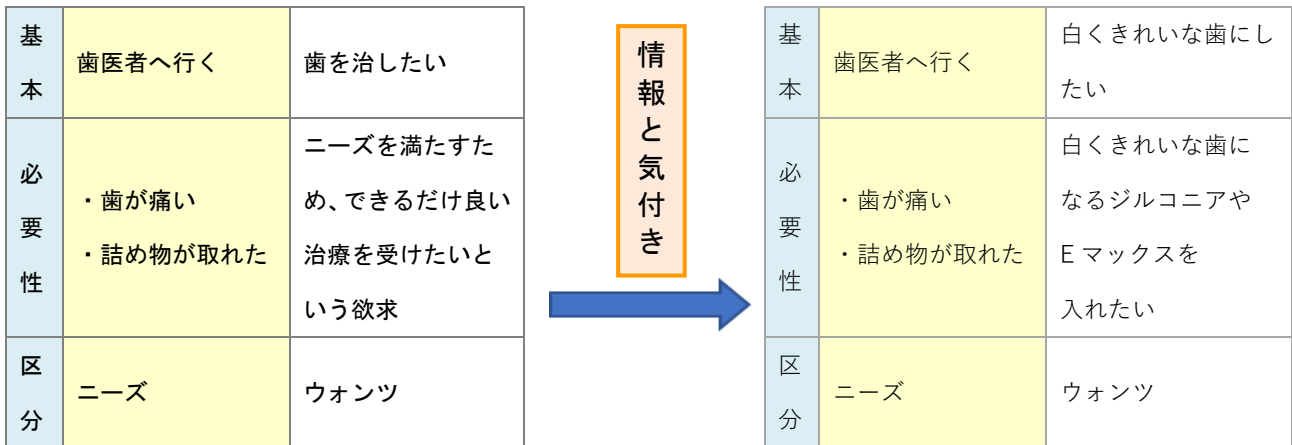 基本
歯医者へ行く
歯を治したい
必要性
・歯が痛い
・詰め物が取れた
ニーズを満たすた
め、できるだけ良い
治療を受けたいと
いう欲求
区分
ニーズ
ウォンツ
情報と気付き
基本
歯医者へ行く
白くきれいな歯にし
たい
必要性
・歯が痛い
・詰め物が取れた
白くきれいな歯に
なるジルコニアや
E マックスを
入れたい
区分
ニーズ
ウォンツ